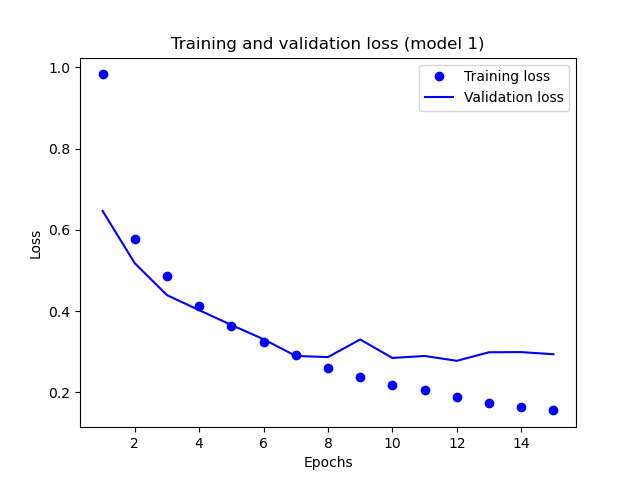 Training and validation loss (model 1)
1.0
Training loss
Validation loss
0.8
0.6
Loss
0.4
0.2
2 4 6 8 10 12 14
Epochs